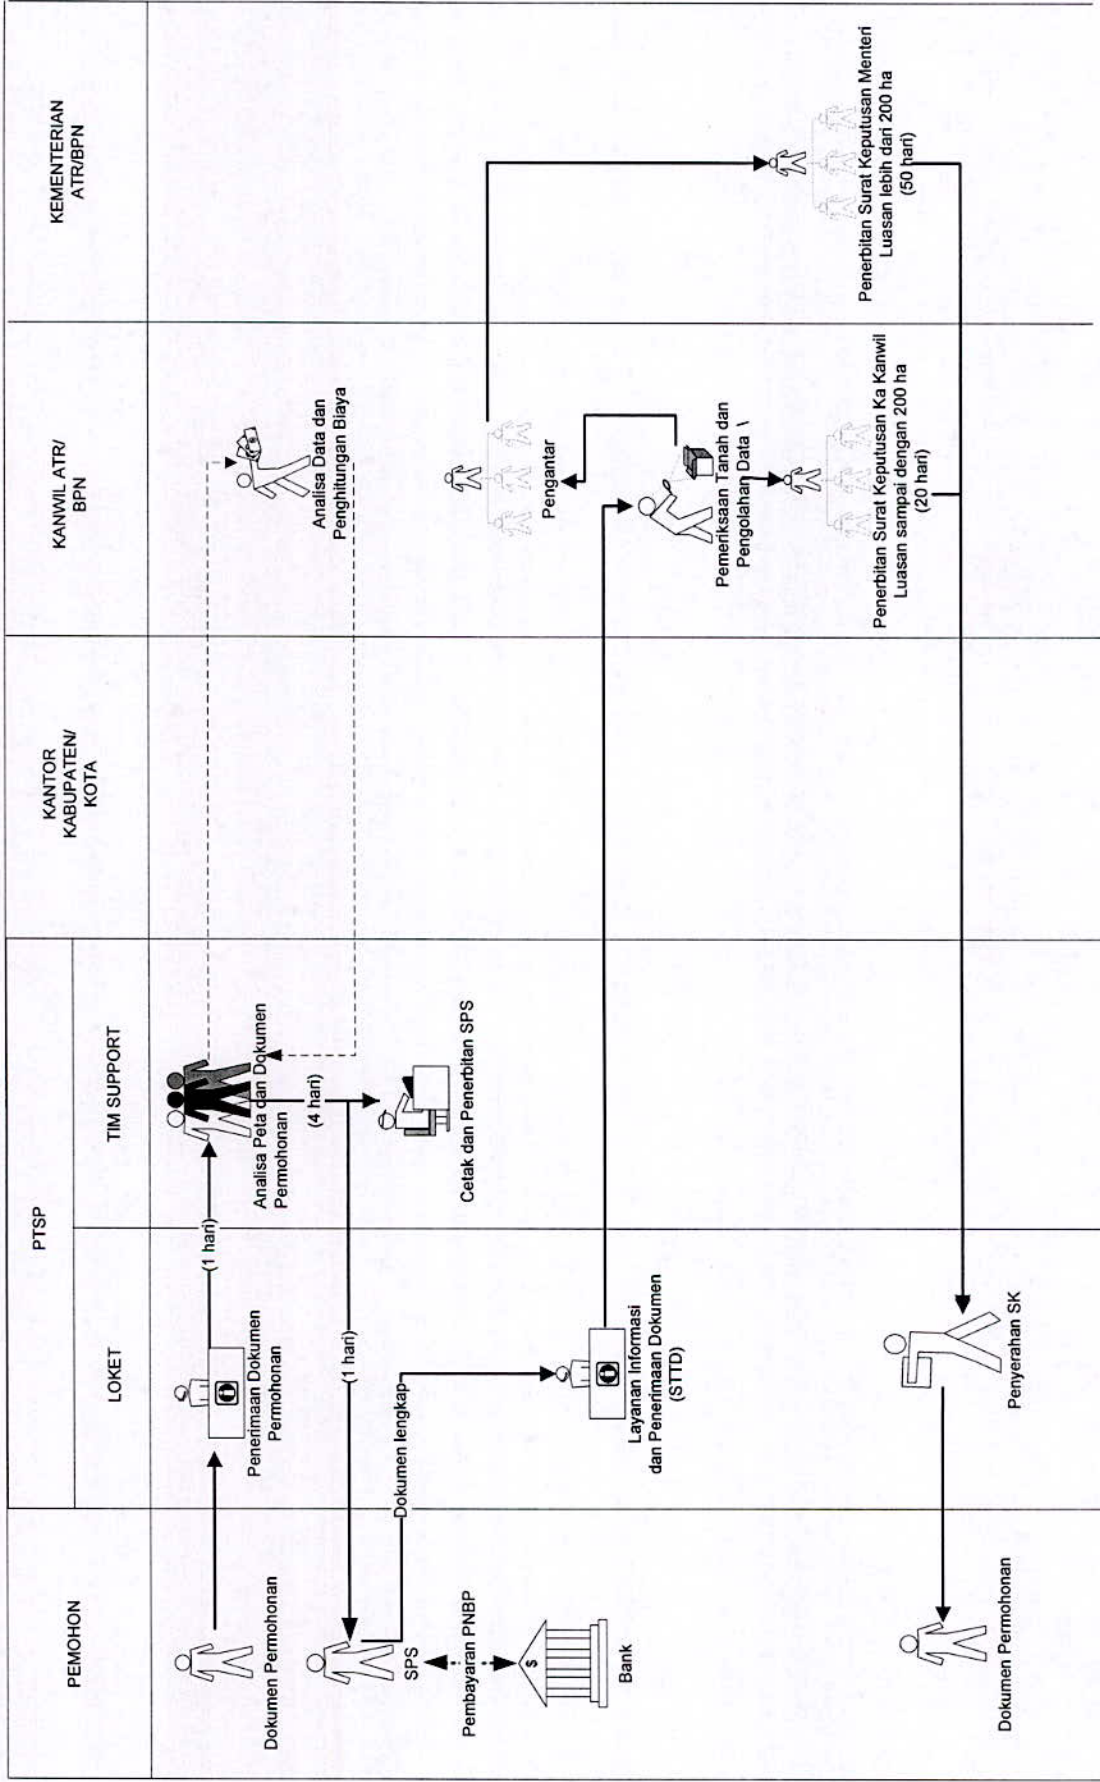 PEMOHON
PTSP
LOKET
TIM SUPPORT
KANTOR
KABUPATEN/
KOTA
KANWIL ATR/
BPN
KEMENTERIAN
ATR/BPN
Dokumen Permohonan
Penerimaan Dokumen
Permohonan
(1 hari)
Analisa Peta dan Dokumen
Permohonan
(4 hari)
Analisa Data dan
Penghitungan Biaya
Cetak dan Penerbitan SPS
(1 hari)
SPS
Dokumen lengkap
Pembayaran PNBP
$
Bank
Layanan Informasi
dan Penerimaan Dokumen
(STTD)
Pengantar
Pemeriksaan Tanah dan
Pengolahan Data \
Penerbitan Surat Keputusan Ka Kanwil
Luasan sampai dengan 200 ha
(20 hari)
Penerbitan Surat Keputusan Menteri
Luasan lebih dari 200 ha
(50 hari)
Penyerahan SK
Dokumen Permohonan